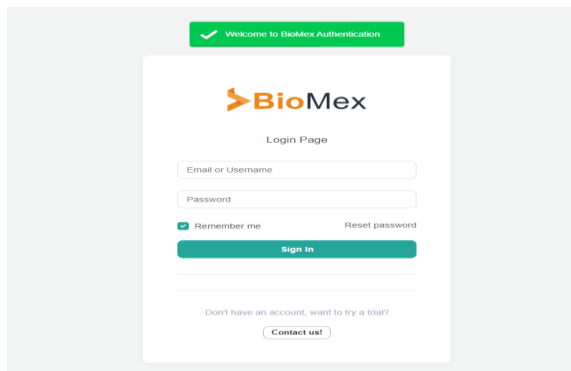 Welcome to BioMex Authentication
BioMex
Login Page
Email or Username
Password
Remember me Reset password
Sign In
Don't have an account, want to try a trial?
Contact us!